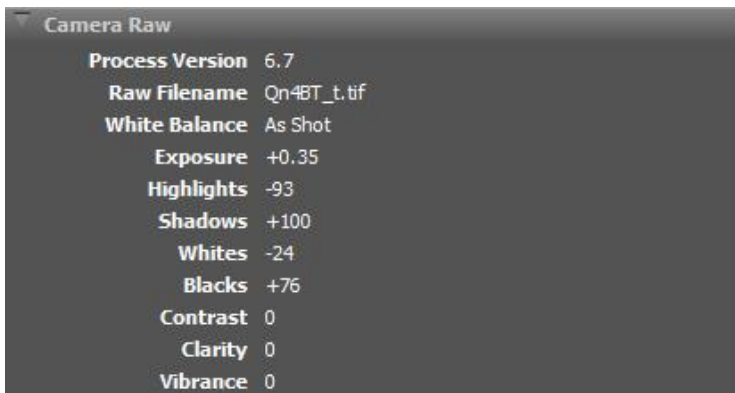 Camera Raw
Process Version 6.7
Raw Filename Qn4BT_t.tif
White Balance As Shot
Exposure +0.35
Highlights -93
Shadows +100
Whites -24
Blacks +76
Contrast 0
Clarity 0
Vibrance 0